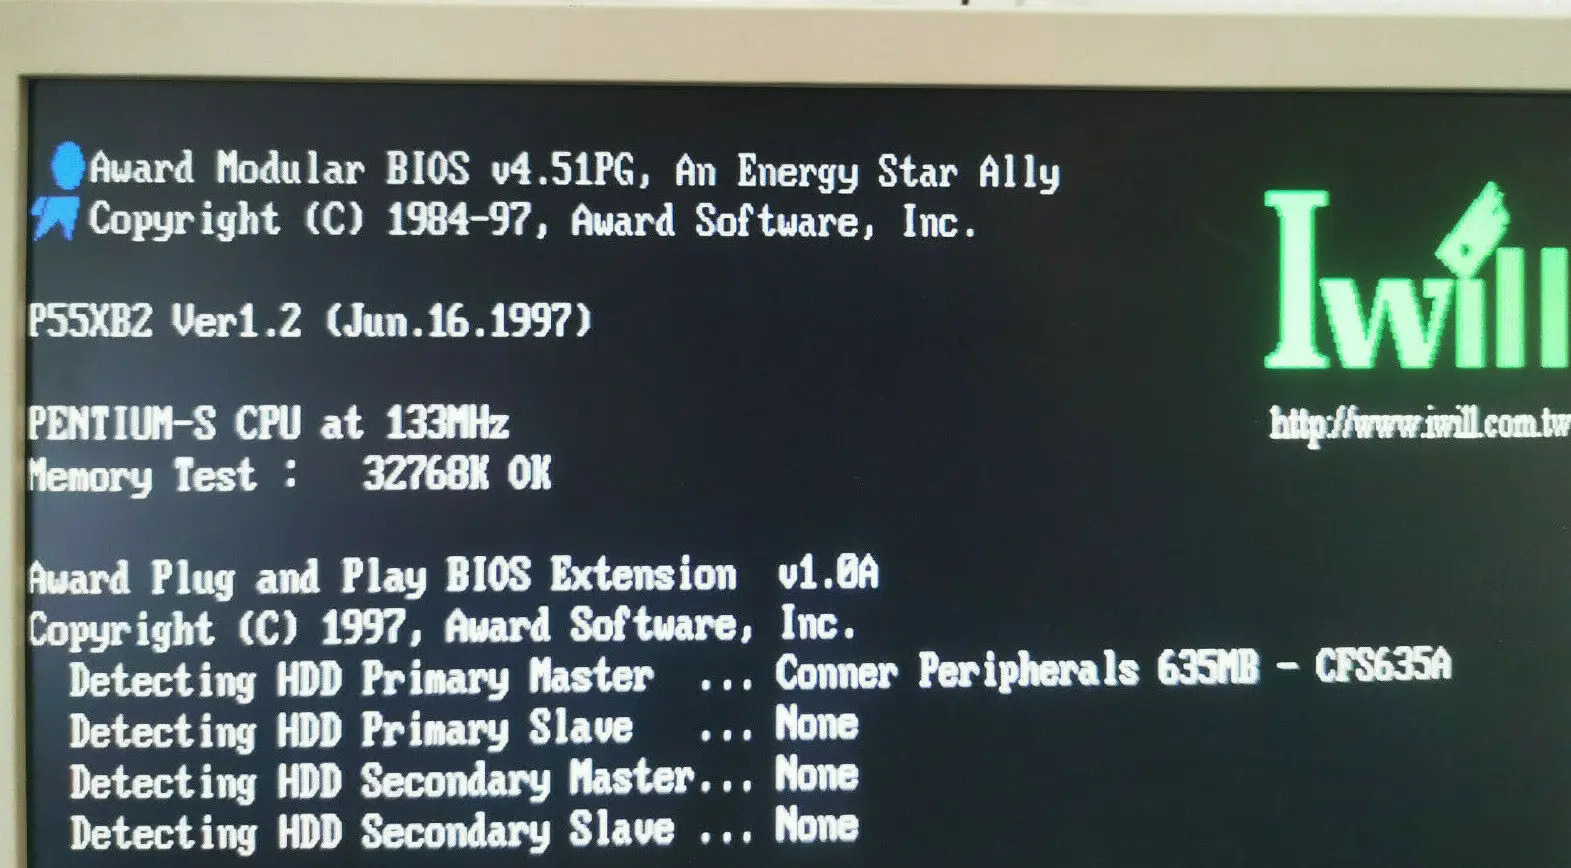 Award Modular BIOS v4.51PG, An Energy Star Ally
Copyright (C) 1984-97, Award Software, Inc.
Iwill
http://www.iwill.com.tw
P55XB2 Ver1.2 (Jun.16.1997)
PENTIUM-S CPU at 133MHz
Memory Test :   32768K OK
Award Plug and Play BIOS Extension  v1.0A
Copyright (C) 1997, Award Software, Inc.
Detecting HDD Primary Master  ... Conner Peripherals 635MB - CFS635A
Detecting HDD Primary Slave   ... None
Detecting HDD Secondary Master... None
Detecting HDD Secondary Slave ... None